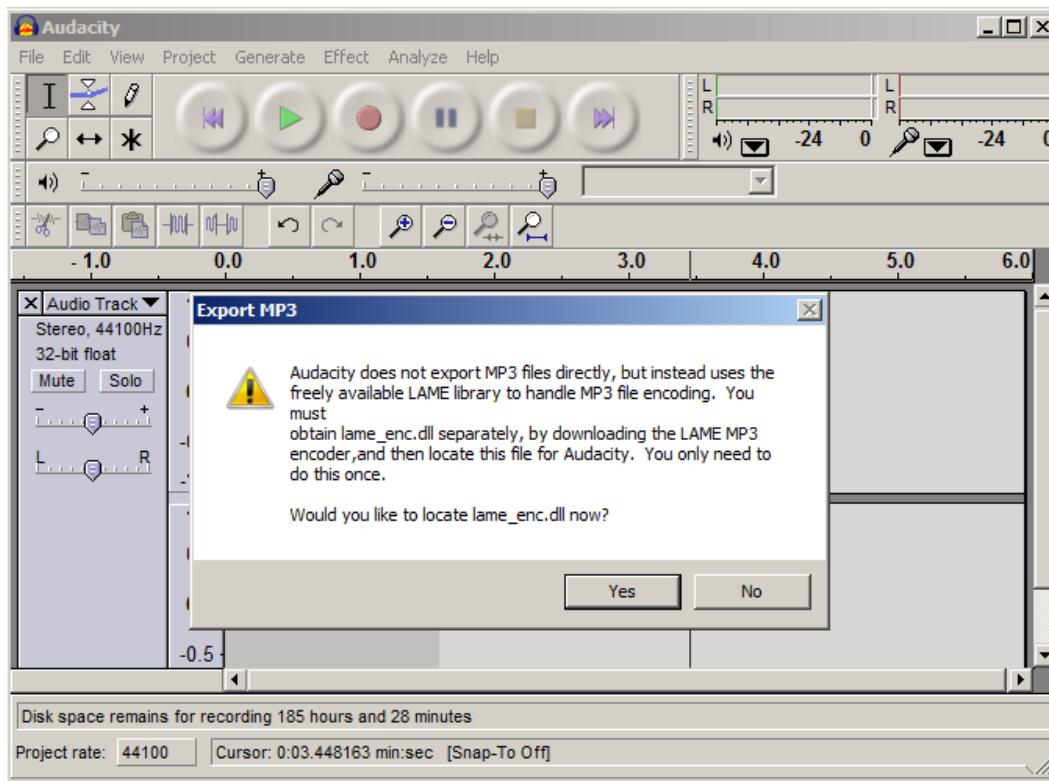 Audacity
File Edit View Project Generate Effect Analyze Help
L
R
-24 0
L
R
-24 0
- +
- +
- 1.0 0.0 1.0 2.0 3.0 4.0 5.0 6.0
Audio Track
Stereo, 44100Hz
32-bit float
Mute Solo
- +
L R
Export MP3
Audacity does not export MP3 files directly, but instead uses the
freely available LAME library to handle MP3 file encoding. You
must
obtain lame_enc.dll separately, by downloading the LAME MP3
encoder,and then locate this file for Audacity. You only need to
do this once.
Would you like to locate lame_enc.dll now?
Yes No
-0.5
Disk space remains for recording 185 hours and 28 minutes
Project rate: 44100 Cursor: 0:03.448163 min:sec [Snap-To Off]